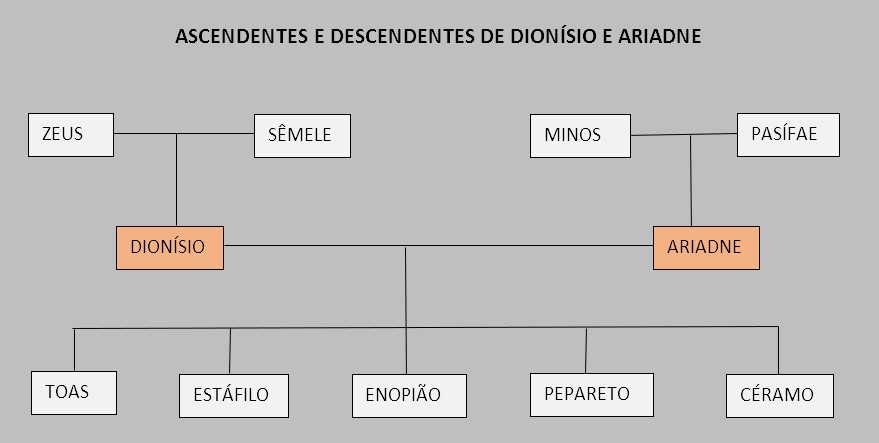 ASCENDENTES E DESCENDENTES DE DIONÍSIO E ARIADNE
ZEUS
SÊMELE
MINOS
PASÍFAE
DIONÍSIO
ARIADNE
TOAS
ESTÁFILO
ENOPIÃO
PEPARETO
CÉRAMO